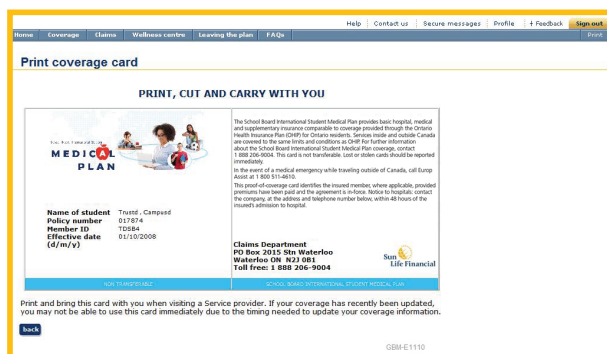 Help Contact us Secure messages Profile + Feedback Sign out
Home Coverage Claims Wellness centre Leaving the plan FAQs Print
Print coverage card
PRINT, CUT AND CARRY WITH YOU
MEDICAL
PLAN
Name of student Trustd, Campusd
Policy number 017874
Member ID TDSB4
Effective date 01/10/2008
(d/m/y)
The School Board International Student Medical Plan provides basic hospital, medical
and supplementary insurance comparable to coverage provided through the Ontario
Health Insurance Plan (OHIP) for Ontario residents. Services inside and outside Canada
are covered to the same limits and conditions as OHIP. For further information
about the School Board International Student Medical Plan coverage, contact
1 888 206-9004. This card is not transferable. Lost or stolen cards should be reported
immediately.
In the event of a medical emergency while traveling outside of Canada, call Europ
Assist at 1 800 511-4610.
This proof-of-coverage card identifies the insured member, where applicable, provided
premiums have been paid and the agreement is in-force. Notice to hospitals: contact
the company, at the address and telephone number below, within 48 hours of the
insured's admission to hospital.
Claims Department
PO Box 2015 Stn Waterloo
Waterloo ON N2J 0B1
Toll free: 1 888 206-9004
Sun
Life Financial
NON TRANSFERABLE
SCHOOL BOARD INTERNATIONAL STUDENT MEDICAL PLAN
Print and bring this card with you when visiting a Service provider. If your coverage has recently been updated,
you may not be able to use this card immediately due to the timing needed to update your coverage information.
back
GBM-E1110